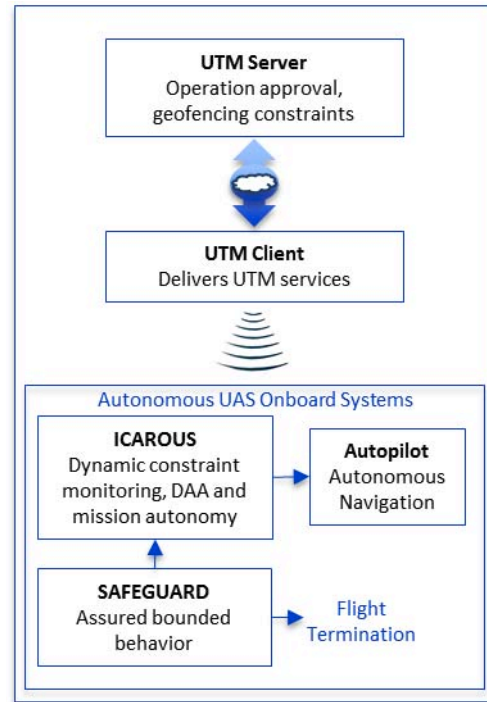 UTM Server
Operation approval,
geofencing constraints
UTM Client
Delivers UTM services
Autonomous UAS Onboard Systems
ICAROUS
Dynamic constraint
monitoring, DAA and
mission autonomy
Autopilot
Autonomous
Navigation
SAFEGUARD
Assured bounded
behavior
Flight
Termination